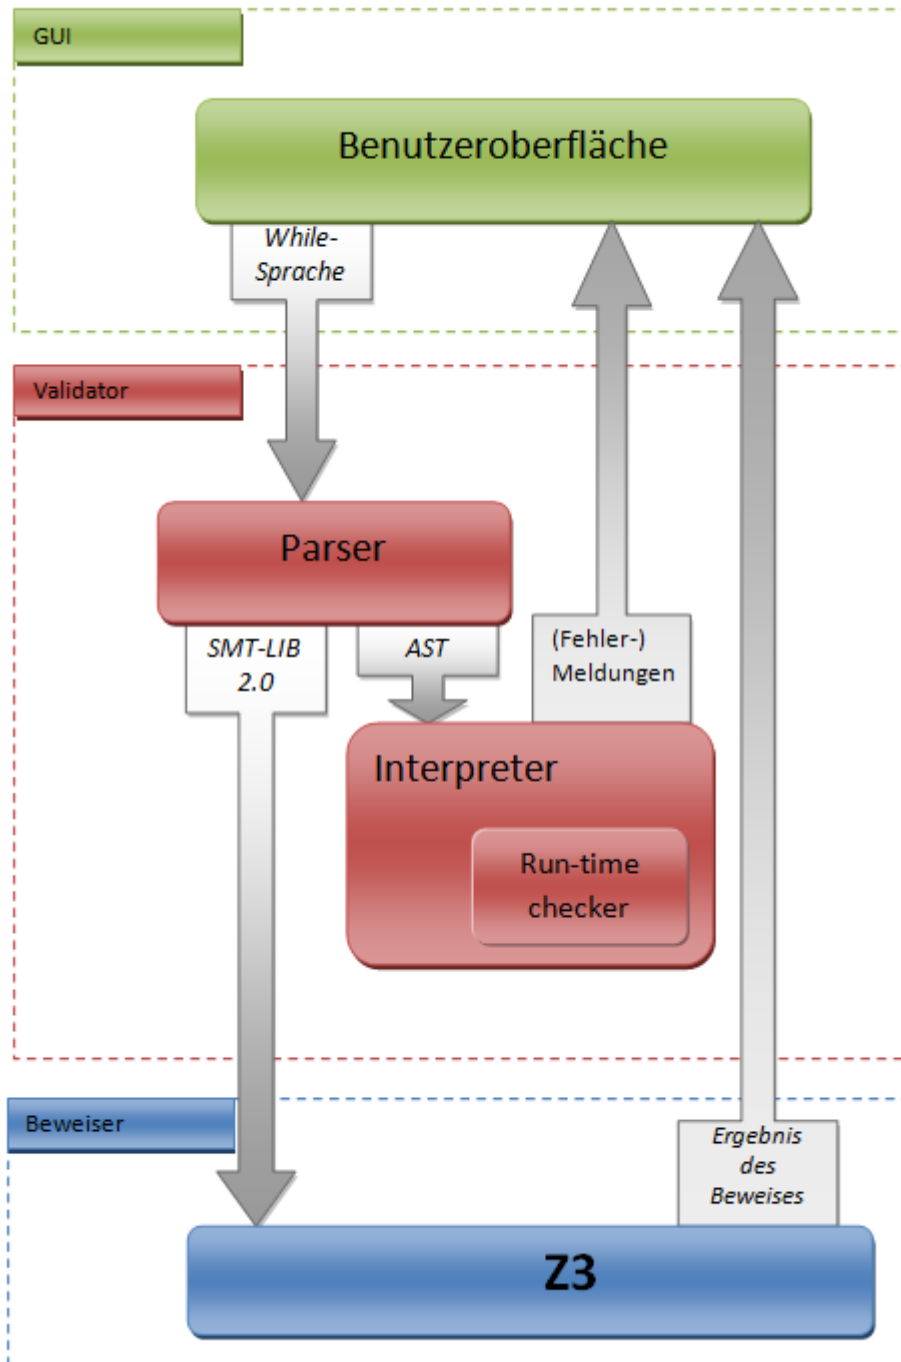 GUI
Benutzeroberfläche
While-
Sprache
Validator
Parser
SMT-LIB
2.0
AST
(Fehler-)
Meldungen
Interpreter
Run-time
checker
Beweiser
Ergebnis
des
Beweises
Z3